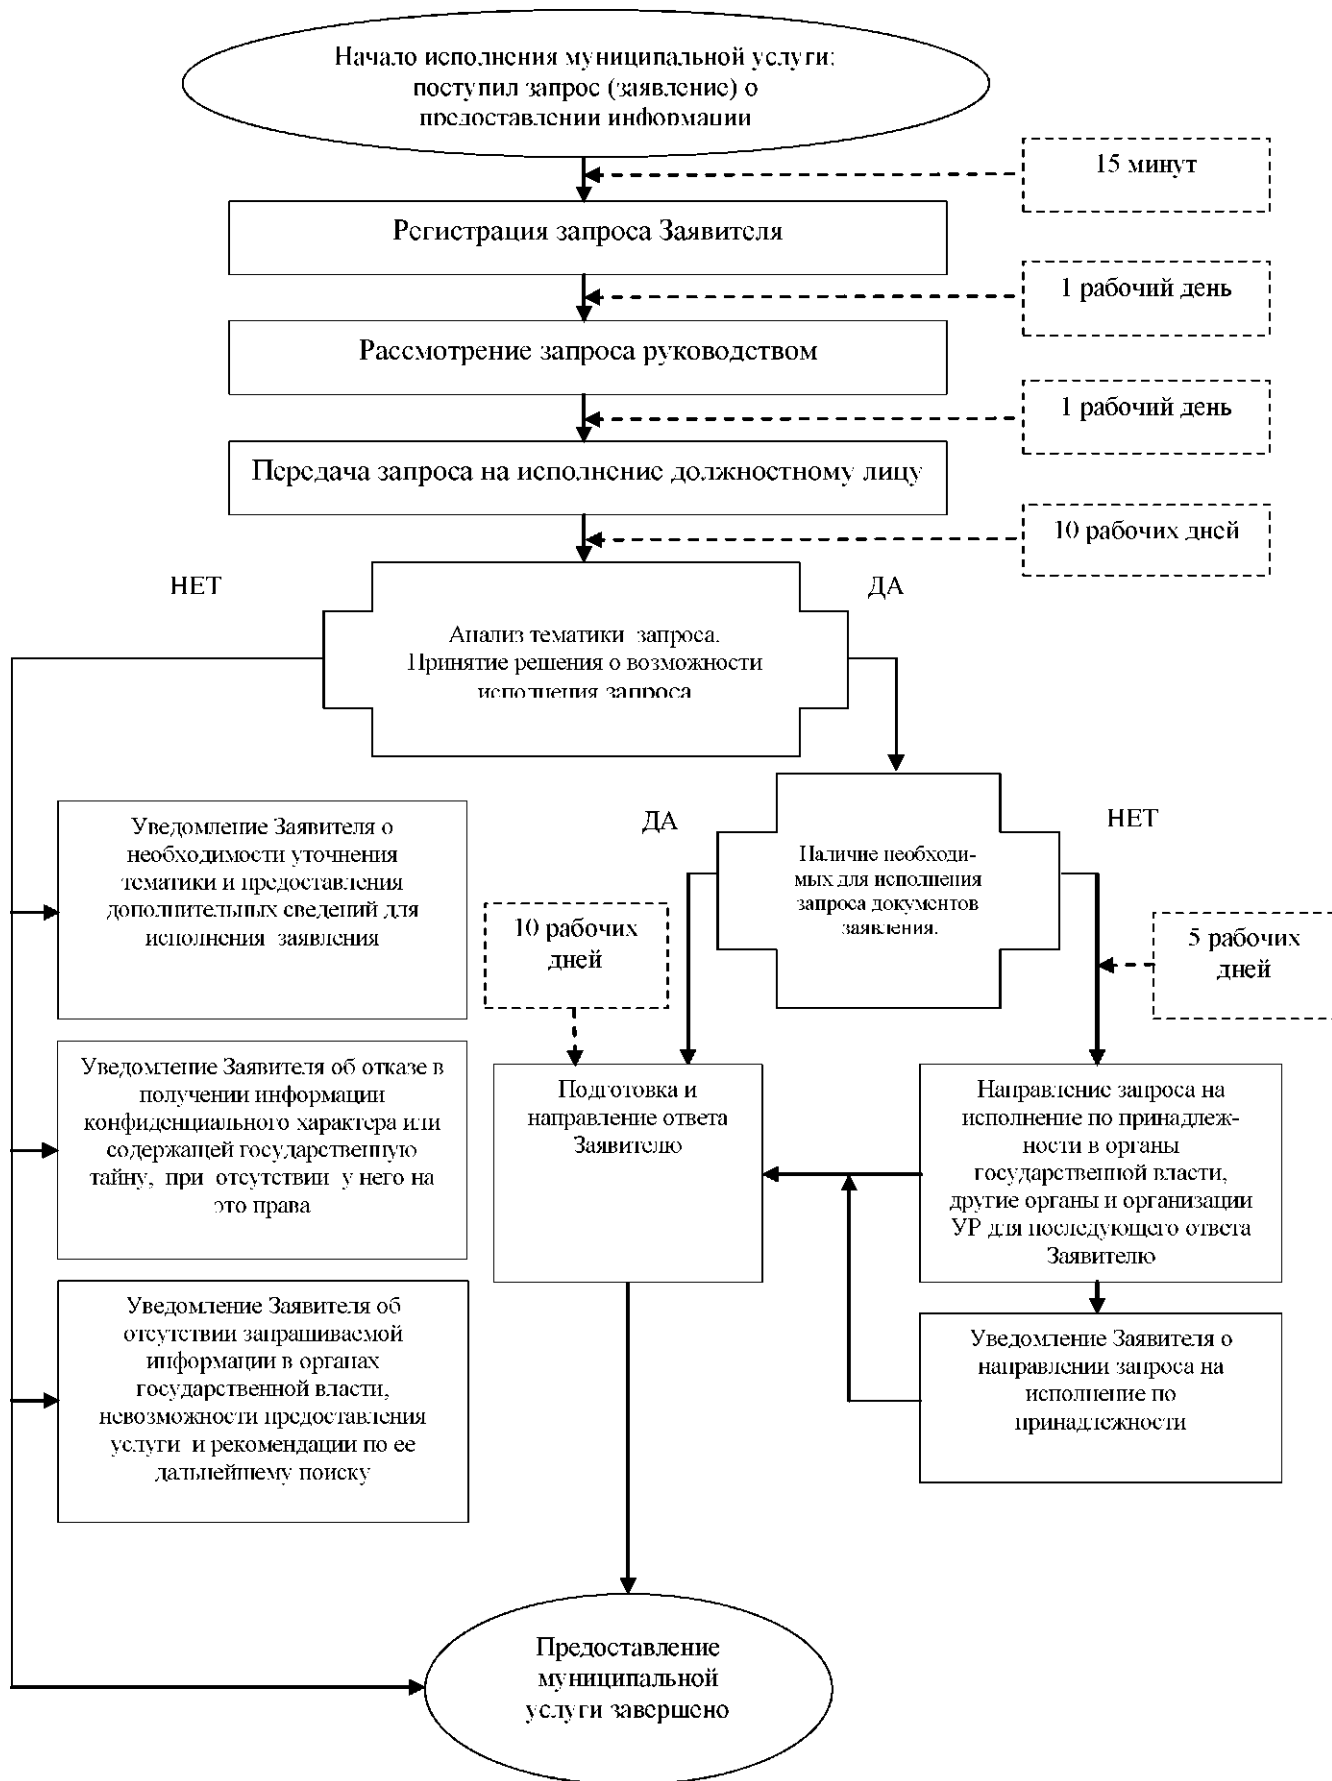 Начало исполнения муниципальной услуги:
поступил запрос (заявление) о
предоставлении информации
15 минут
Регистрация запроса Заявителя
1 рабочий день
Рассмотрение запроса руководством
1 рабочий день
Передача запроса на исполнение должностному лицу
10 рабочих дней
НЕТ
ДА
Анализ тематики запроса.
Принятие решения о возможности
исполнения запроса
Уведомление Заявителя о
необходимости уточнения
тематики и предоставления
дополнительных сведений для
исполнения заявления
ДА
НЕТ
Наличие необходи-
мых для исполнения
запроса документов
заявления.
10 рабочих
дней
5 рабочих
дней
Уведомление Заявителя об отказе в
получении информации
конфиденциального характера или
содержащей государственную
тайну, при отсутствии у него на
это права
Подготовка и
направление ответа
Заявителю
Направление запроса на
исполнение по принадлеж-
ности в органы
государственной власти,
другие органы и организации
УР для последующего ответа
Заявителю
Уведомление Заявителя об
отсутствии запрашиваемой
информации в органах
государственной власти,
невозможности предоставления
услуги и рекомендации по ее
дальнейшему поиску
Уведомление Заявителя о
направлении запроса на
исполнение по
принадлежности
Предоставление
муниципальной
услуги завершено